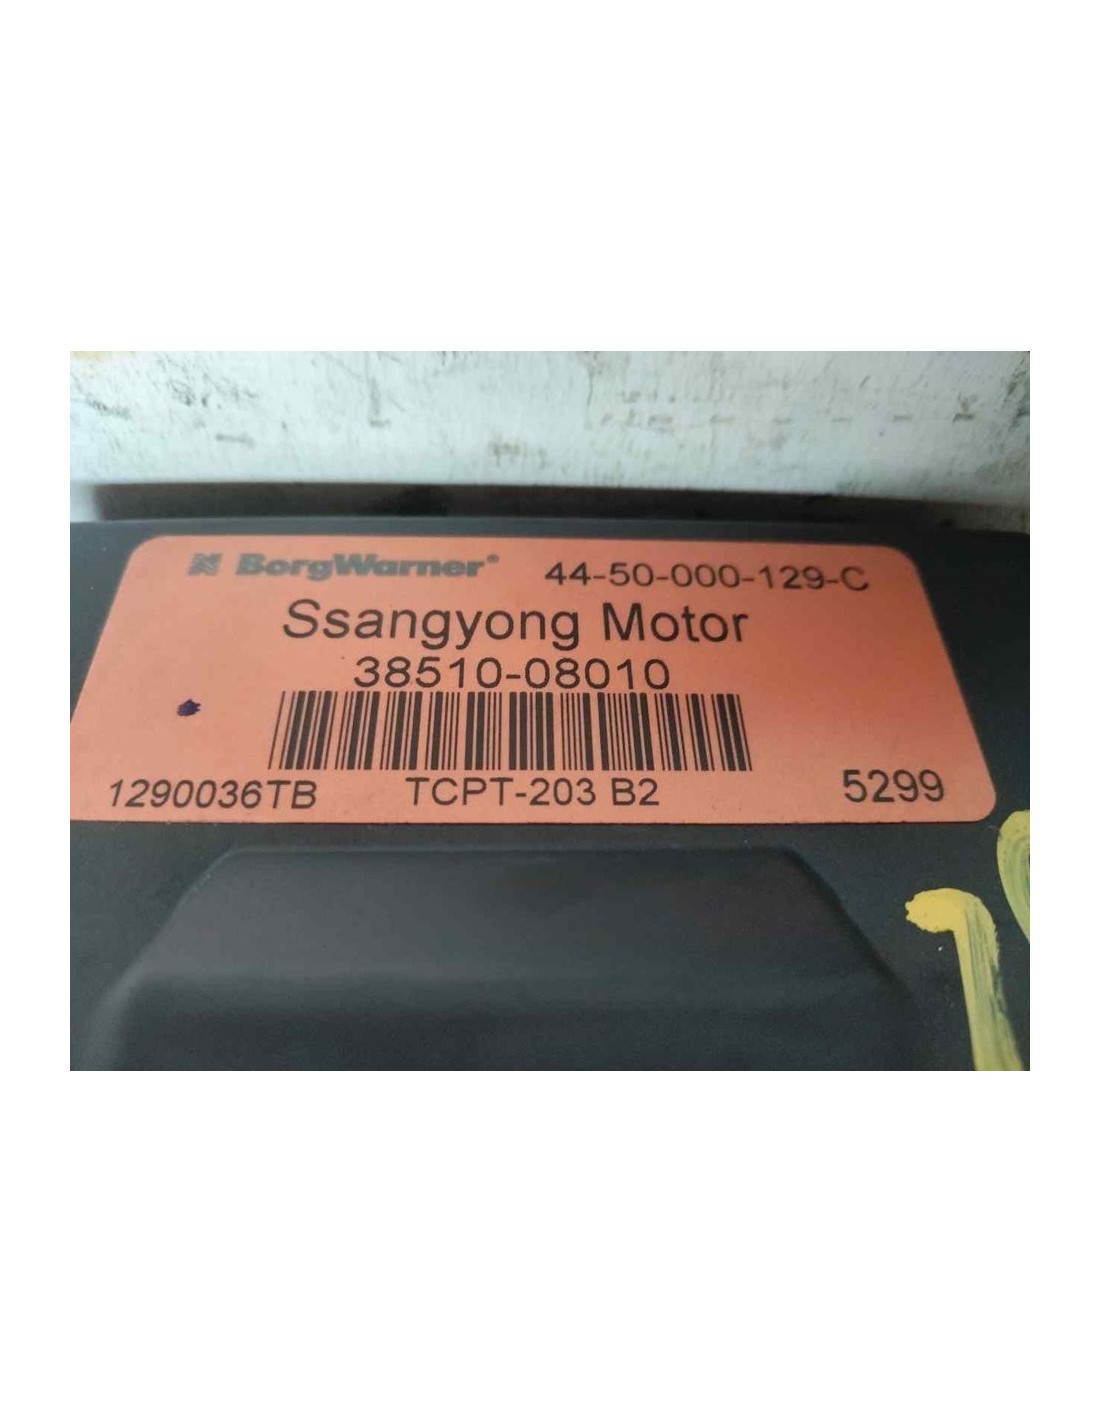 BorgWarner® 44-50-000-129-C
Ssangyong Motor
38510-08010
1290036TB TCPT-203 B2 5299